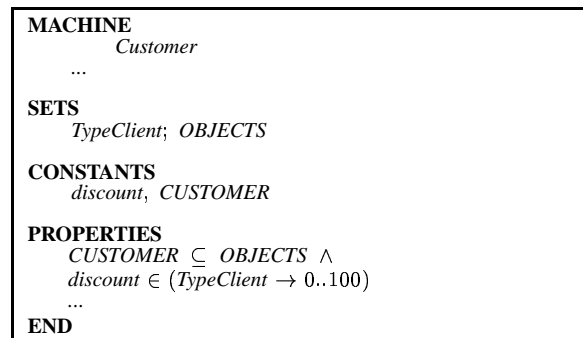 MACHINE
Customer
...
SETS
TypeClient; OBJECTS
CONSTANTS
discount, CUSTOMER
PROPERTIES
CUSTOMER ⊆ OBJECTS ∧
discount ∈ (TypeClient → 0..100)
...
END